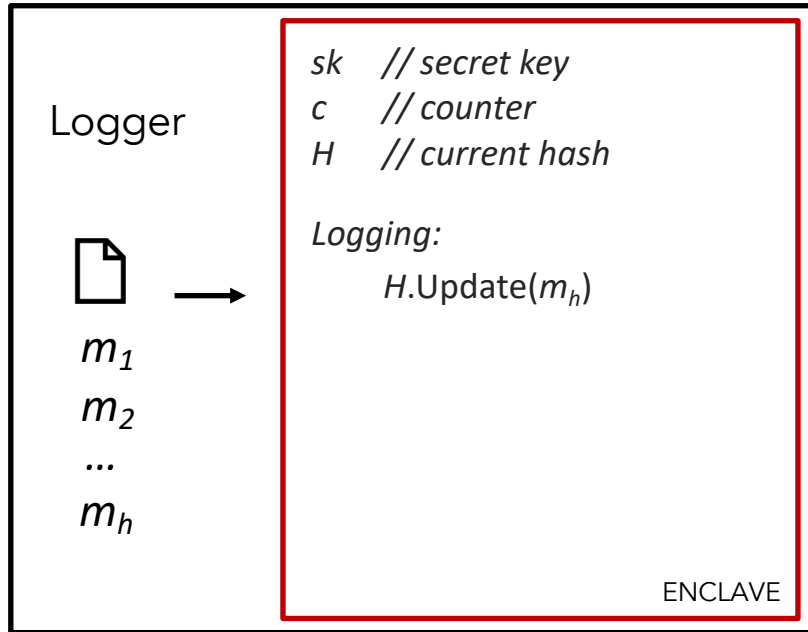 Logger
m1
m2
...
mh
sk // secret key
c // counter
H // current hash
Logging:
H.Update(mh)
ENCLAVE